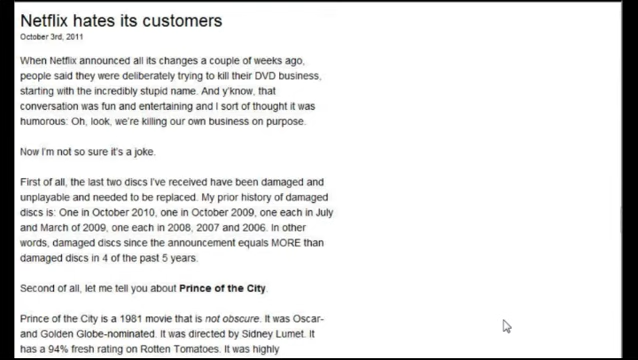 Netflix hates its customers
October 3rd, 2011
When Netflix announced all its changes a couple of weeks ago,
people said they were deliberately trying to kill their DVD business,
starting with the incredibly stupid name. And y'know, that
conversation was fun and entertaining and I sort of thought it was
humorous: Oh, look, we're killing our own business on purpose.
Now I'm not so sure it's a joke.
First of all, the last two discs I've received have been damaged and
unplayable and needed to be replaced. My prior history of damaged
discs is: One in October 2010, one in October 2009, one each in July
and March of 2009, one each in 2008, 2007 and 2006. In other
words, damaged discs since the announcement equals MORE than
damaged discs in 4 of the past 5 years.
Second of all, let me tell you about Prince of the City.
Prince of the City is a 1981 movie that is not obscure. It was Oscar-
and Golden Globe-nominated. It was directed by Sidney Lumet. It
has a 94% fresh rating on Rotten Tomatoes. It was highly